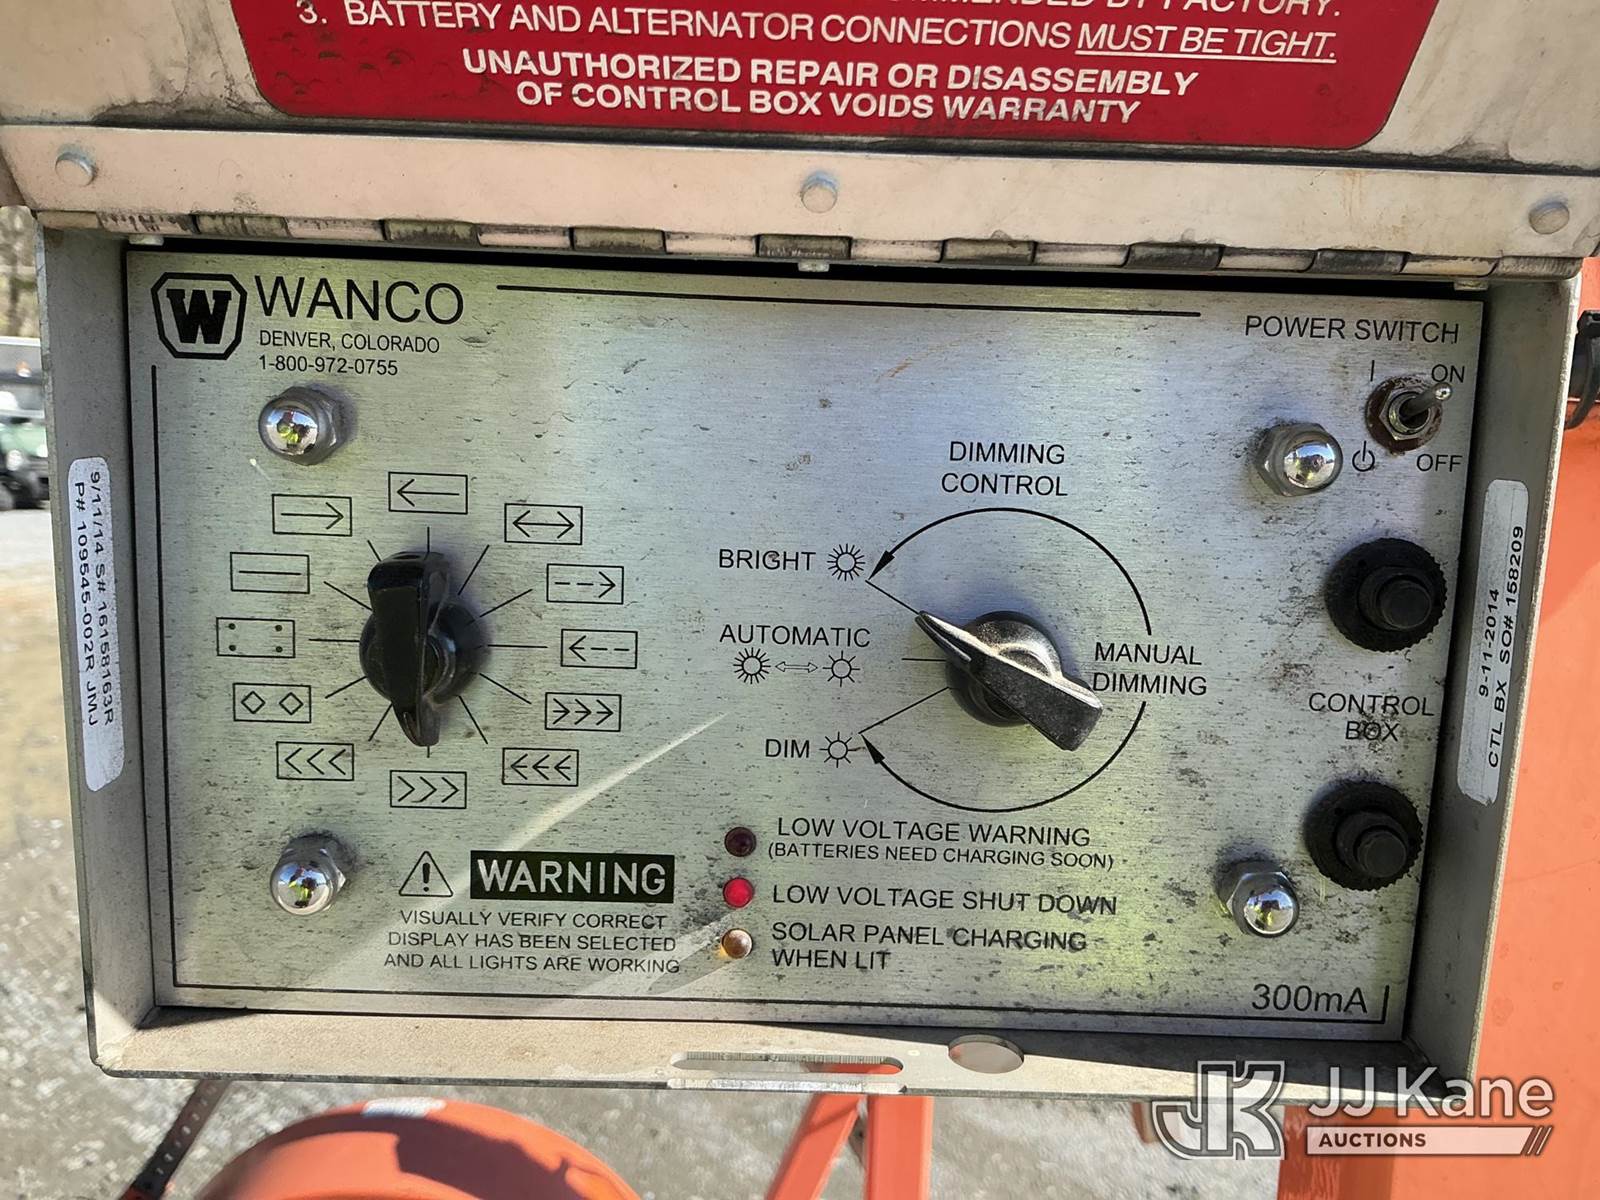 BY FACTORY.
3. BATTERY AND ALTERNATOR CONNECTIONS MUST BE TIGHT.
UNAUTHORIZED REPAIR OR DISASSEMBLY
OF CONTROL BOX VOIDS WARRANTY
W WANCO
DENVER, COLORADO
1-800-972-0755
POWER SWITCH
I ON
OFF
DIMMING
CONTROL
BRIGHT
AUTOMATIC
MANUAL
DIMMING
DIM
CONTROL
BOX
LOW VOLTAGE WARNING
(BATTERIES NEED CHARGING SOON)
LOW VOLTAGE SHUT DOWN
SOLAR PANEL CHARGING
WHEN LIT
WARNING
VISUALLY VERIFY CORRECT
DISPLAY HAS BEEN SELECTED
AND ALL LIGHTS ARE WORKING
300mA
9/11/14 S# 16158163R
P# 109545-002R JMJ
9-11-2014
CTL BX SO# 158209
JK JJ Kane
AUCTIONS